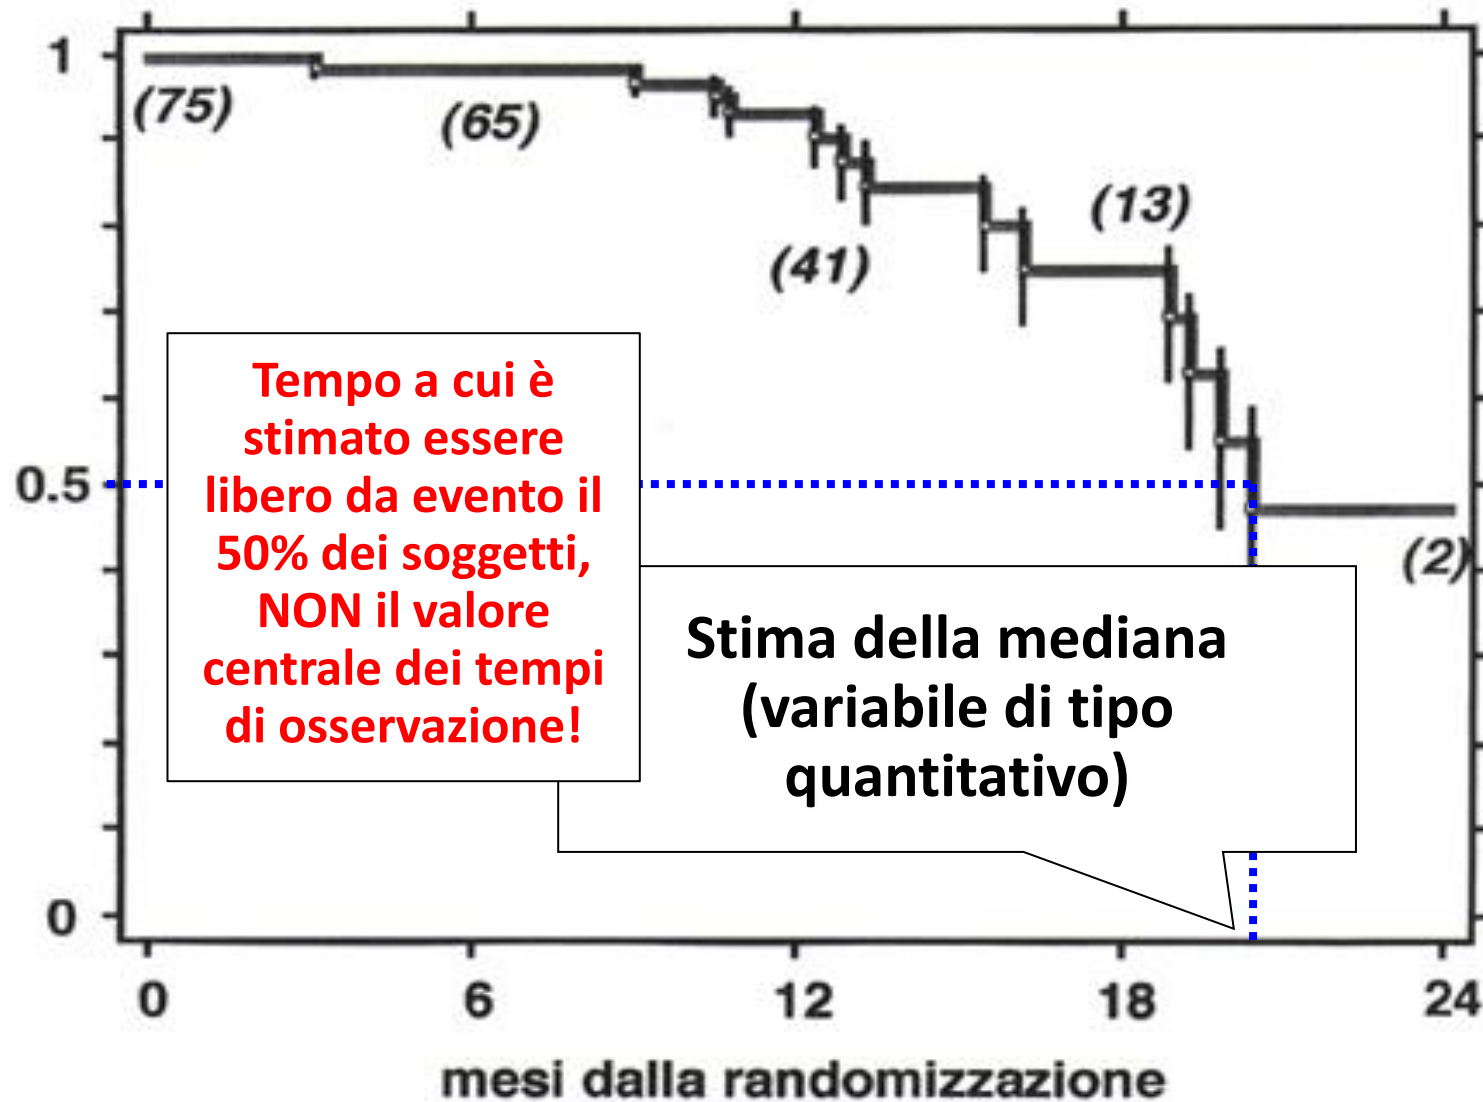 1
(75)
(65)
(13)
(41)
Tempo a cui è
stimato essere
libero da evento il
50% dei soggetti,
NON il valore
centrale dei tempi
di osservazione!
0.5
(2)
Stima della mediana
(variabile di tipo
quantitativo)
0
0 6 12 18 24
mesi dalla randomizzazione